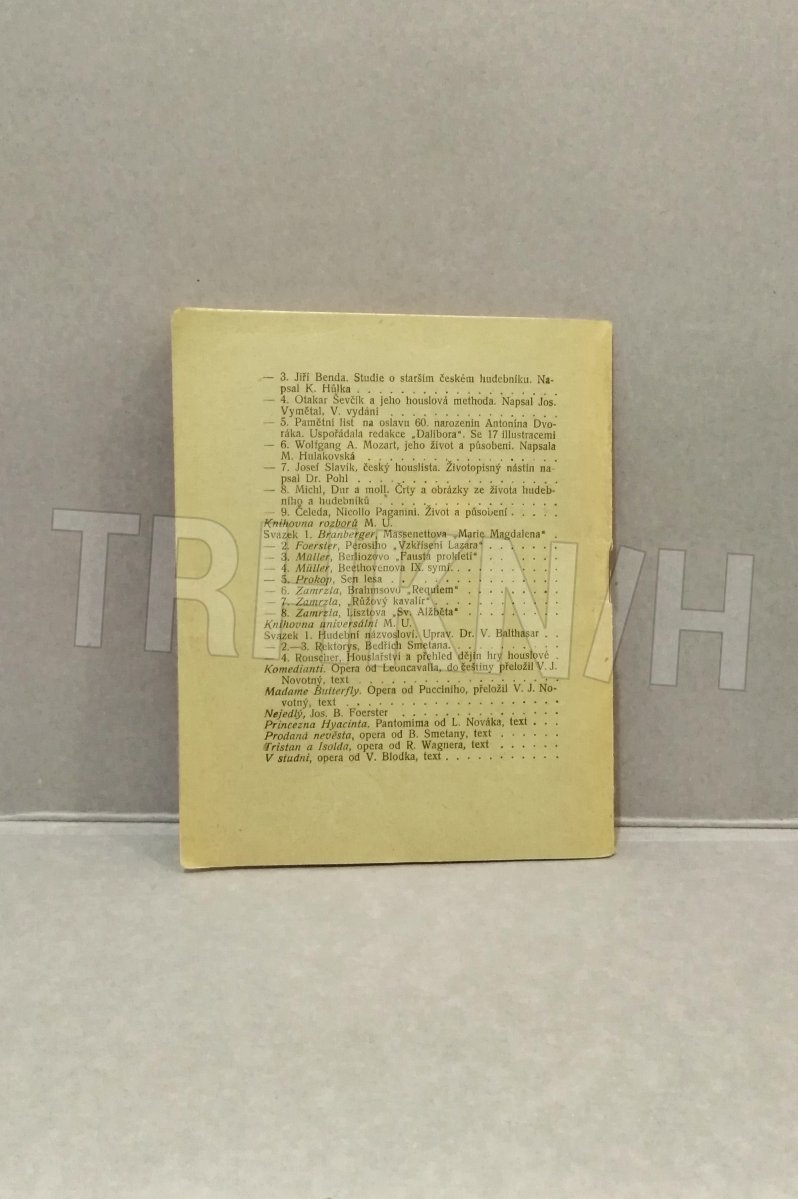 — 3. Jiří Benda. Studie o starším českém hudebníku. Na-
psal K. Hůlka . . . . . . . . . . . . . . . . . .
— 4. Otakar Ševčík a jeho houslová methoda. Napsal Jos.
Vymětal, V. vydání . . . . . . . . . . . . . . .
— 5. Pamětní list na oslavu 60. narozenin Antonína Dvo-
řáka. Uspořádala redakce „Dalibora“. Se 17 illustracemi
— 6. Wolfgang A. Mozart, jeho život a působení. Napsala
M. Hulakovská . . . . . . . . . . . . . . . . .
— 7. Josef Slavík, český houslista. Životopisný nástin na-
psal Dr. Pohl . . . . . . . . . . . . . . . . . .
— 8. Michl, Dur a moll. Črty a obrázky ze života hudeb-
ního a hudebníků . . . . . . . . . . . . . . . .
— 9. Čeleda, Nicollo Paganini. Život a působení . . . . .
Knihovna rozborů M. U.
Svazek 1. Branberger, Massenettova „Marie Magdalena“ .
— 2. Foerster, Perosiho „Vzkříšení Lazara“ . . . . . . .
— 3. Müller, Berliozovo „Fausta prokletí“ . . . . . . . .
— 4. Müller, Beethovenova IX. symf. . . . . . . . . . .
— 5. Prokop, Sen lesa . . . . . . . . . . . . . . . .
— 6. Zamrzla, Brahmsovo „Requiem“ . . . . . . . . . .
— 7. Zamrzla, „Růžový kavalír“ . . . . . . . . . . . .
— 8. Zamrzla, Lisztova „Sv. Alžběta“ . . . . . . . . . .
Knihovna universální M. U.
Svazek 1. Hudební názvosloví. Uprav. Dr. V. Balthasar . .
— 2.—3. Rektorys, Bedřich Smetana. . . . . . . . . . .
— 4. Rouscher, Houslařství a přehled dějin hry houslové .
Komedianti. Opera od Leoncavalla, do češtiny přeložil V. J.
Novotný, text . . . . . . . . . . . . . . . . . .
Madame Butterfly. Opera od Pucciního, přeložil V. J. No-
votný, text . . . . . . . . . . . . . . . . . . .
Nejedlý, Jos. B. Foerster . . . . . . . . . . . . . .
Princezna Hyacinta. Pantomima od L. Nováka, text . . .
Prodaná nevěsta, opera od B. Smetany, text . . . . . .
Tristan a Isolda, opera od R. Wagnera, text . . . . . .
V studni, opera od V. Blodka, text . . . . . . . . . . .
TREPKNIH